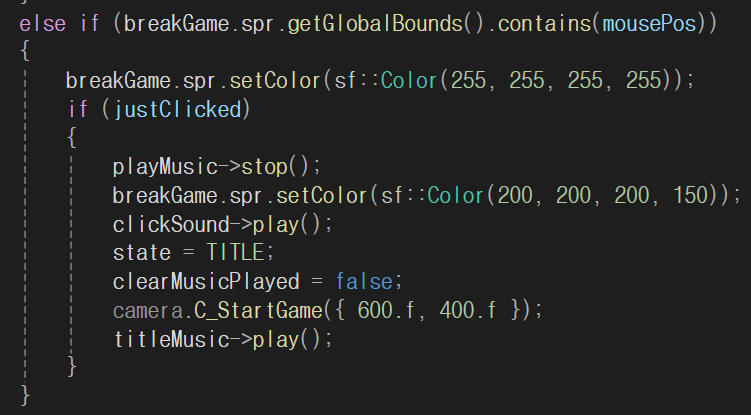 else if (breakGame.spr.getGlobalBounds().contains(mousePos))
{
breakGame.spr.setColor(sf::Color(255, 255, 255, 255));
if (justClicked)
{
playMusic->stop();
breakGame.spr.setColor(sf::Color(200, 200, 200, 150));
clickSound->play();
state = TITLE;
clearMusicPlayed = false;
camera.C_StartGame({ 600.f, 400.f });
titleMusic->play();
}
}